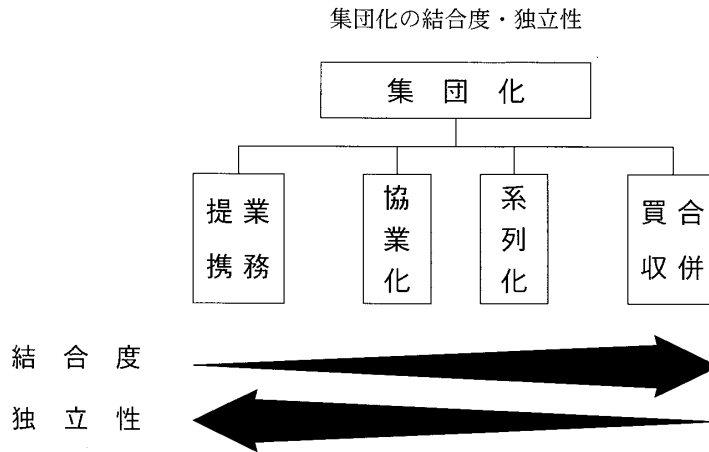 集団化の結合度・独立性
集団化
業務
提携
協業化
系列化
合併
買収
結合度
独立性